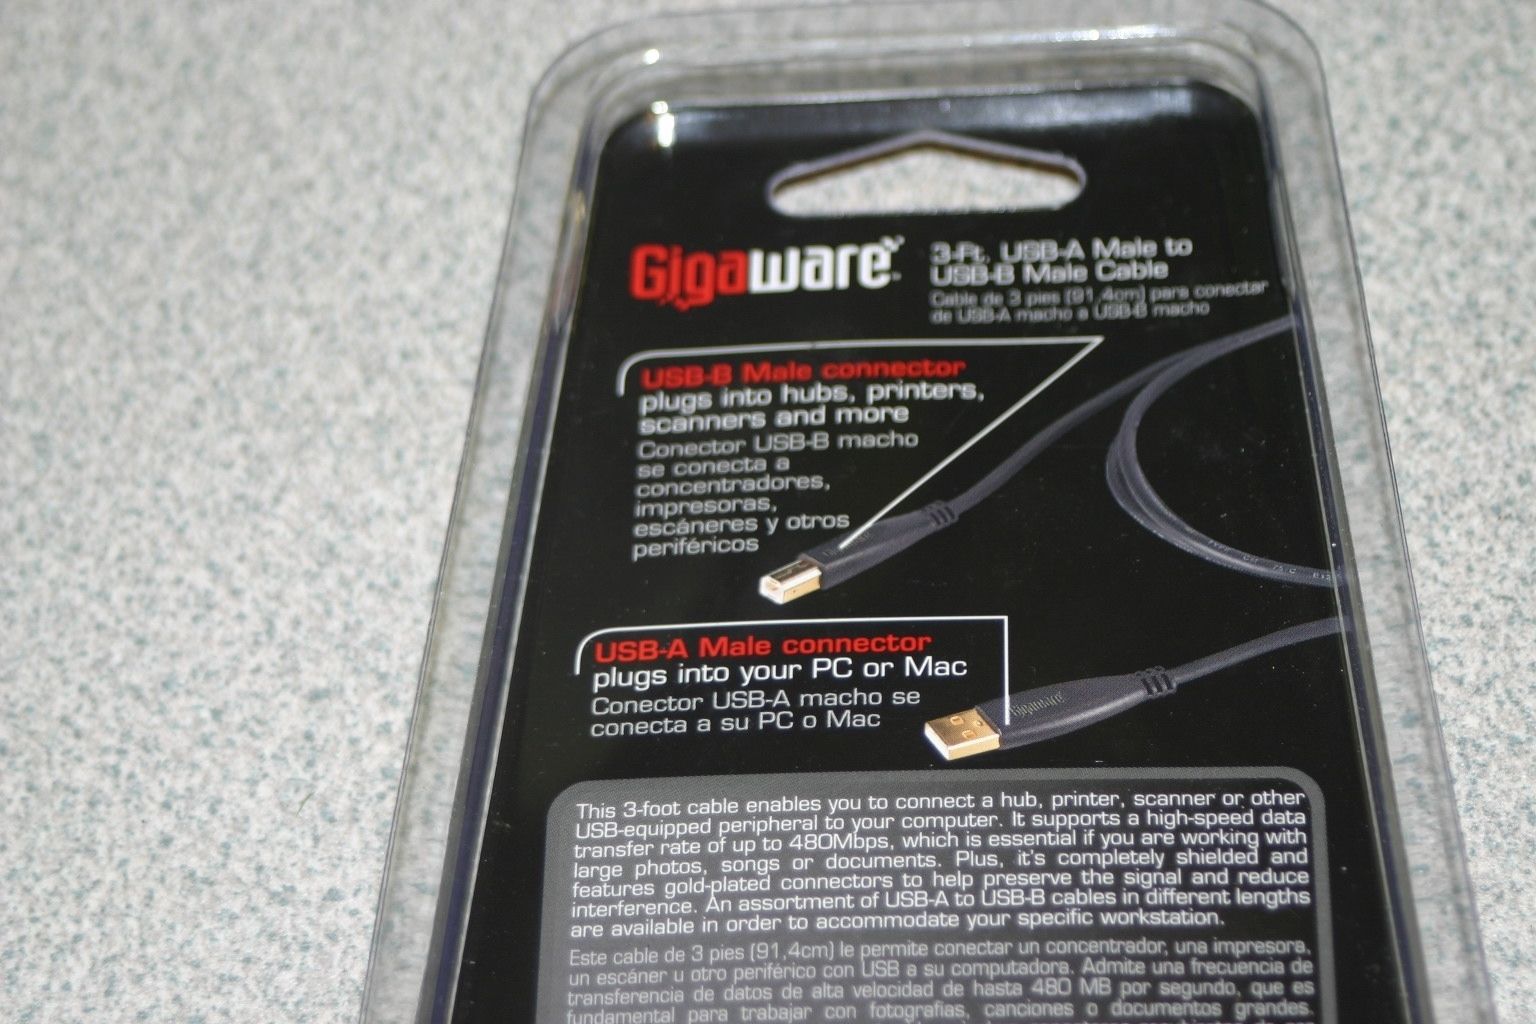 Gigaware™
3-Ft. USB-A Male to
USB-B Male Cable
Cable de 3 pies (91,4cm) para conectar
de USB-A macho a USB-B macho
USB-B Male connector
plugs into hubs, printers,
scanners and more
Conector USB-B macho
se conecta a
concentradores,
impresoras,
escáneres y otros
periféricos
USB-A Male connector
plugs into your PC or Mac
Conector USB-A macho se
conecta a su PC o Mac
Gigaware
This 3-foot cable enables you to connect a hub, printer, scanner or other
USB-equipped peripheral to your computer. It supports a high-speed data
transfer rate of up to 480Mbps, which is essential if you are working with
large photos, songs or documents. Plus, it's completely shielded and
features gold-plated connectors to help preserve the signal and reduce
interference. An assortment of USB-A to USB-B cables in different lengths
are available in order to accommodate your specific workstation.
Este cable de 3 pies (91,4cm) le permite conectar un concentrador, una impresora,
un escáner u otro periférico con USB a su computadora. Admite una frecuencia de
transferencia de datos de alta velocidad de hasta 480 MB por segundo, que es
fundamental para trabajar con fotografías, canciones o documentos grandes.